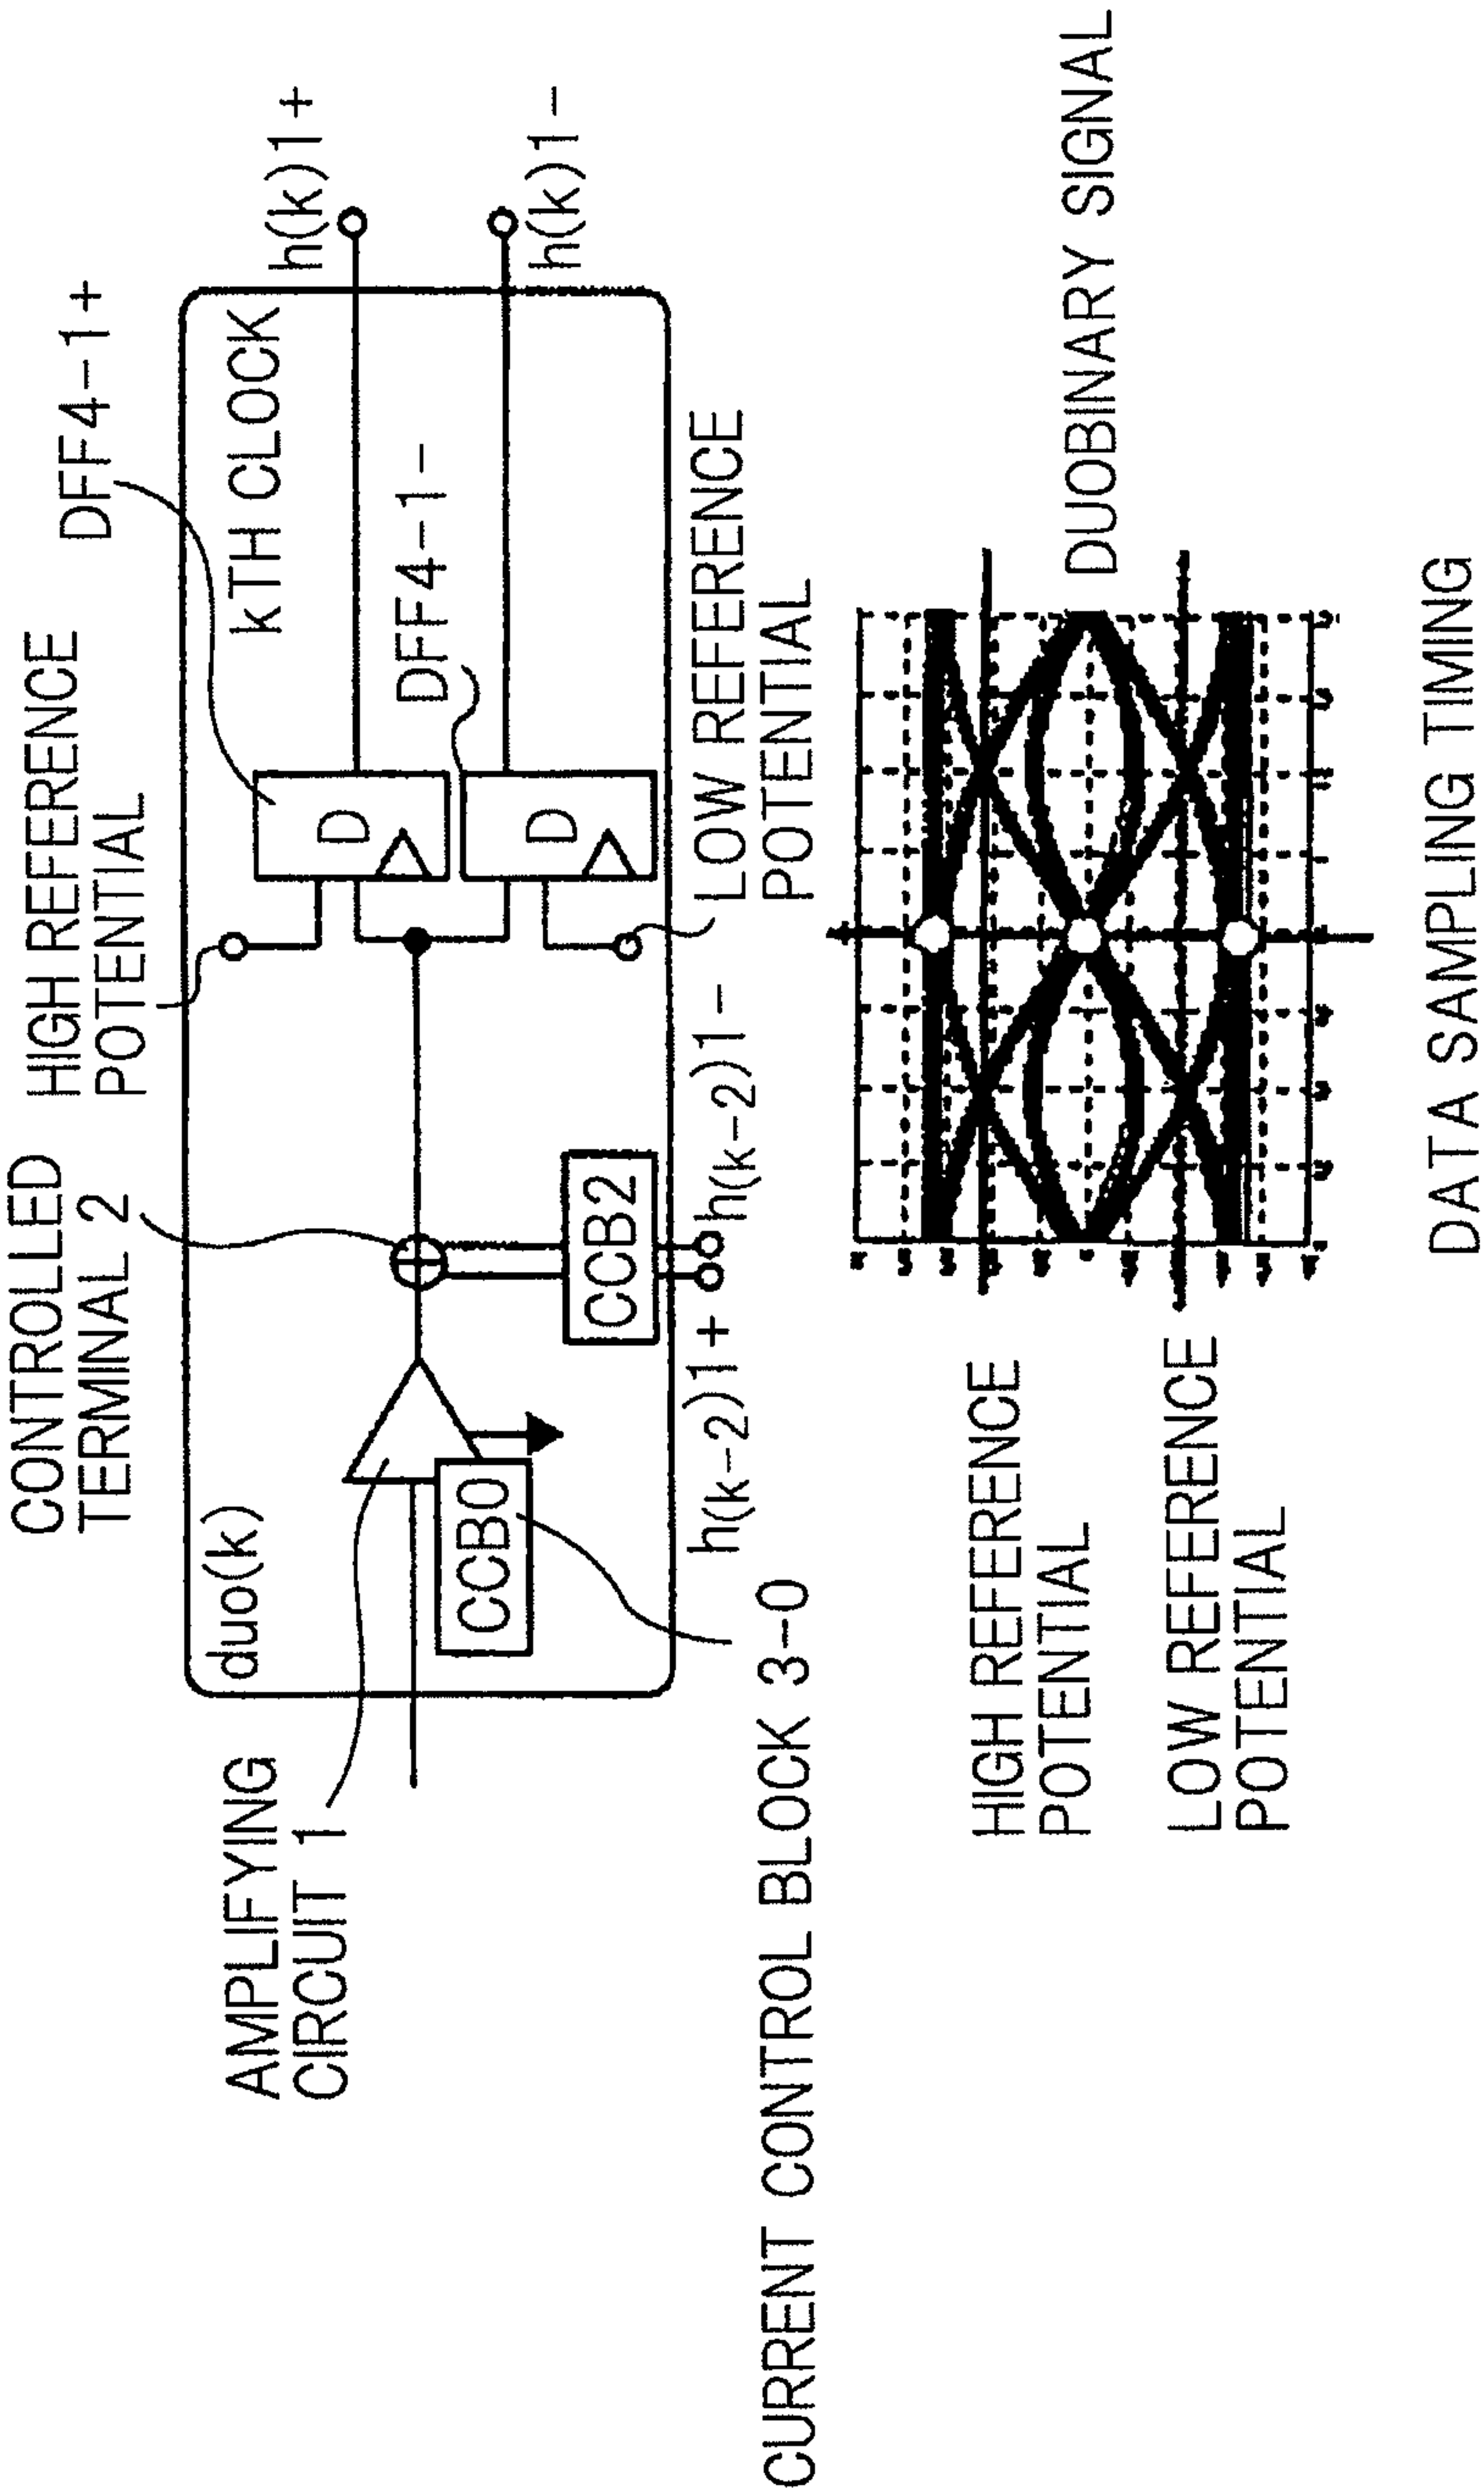 CONTROLLED
TERMINAL 2
HIGH REFERENCE
POTENTIAL
DFF4-1+
AMPLIFYING
CIRCUIT 1
duo(k)
kTH CLOCK
h(k)1+
D
DFF4-1-
CCB0
D
h(k)1-
CCB2
h(k-2)1+
h(k-2)1-
LOW REFERENCE
POTENTIAL
CURRENT CONTROL BLOCK 3-0
HIGH REFERENCE
POTENTIAL
DUOBINARY SIGNAL
LOW REFERENCE
POTENTIAL
DATA SAMPLING TIMING